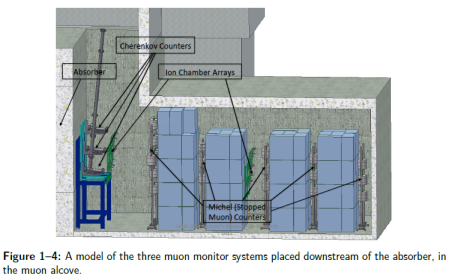 Cherenkov Counters
Absorber
Ion Chamber Arrays
Michel (Stopped
Muon) Counters
Figure 1–4: A model of the three muon monitor systems placed downstream of the absorber, in
the muon alcove.